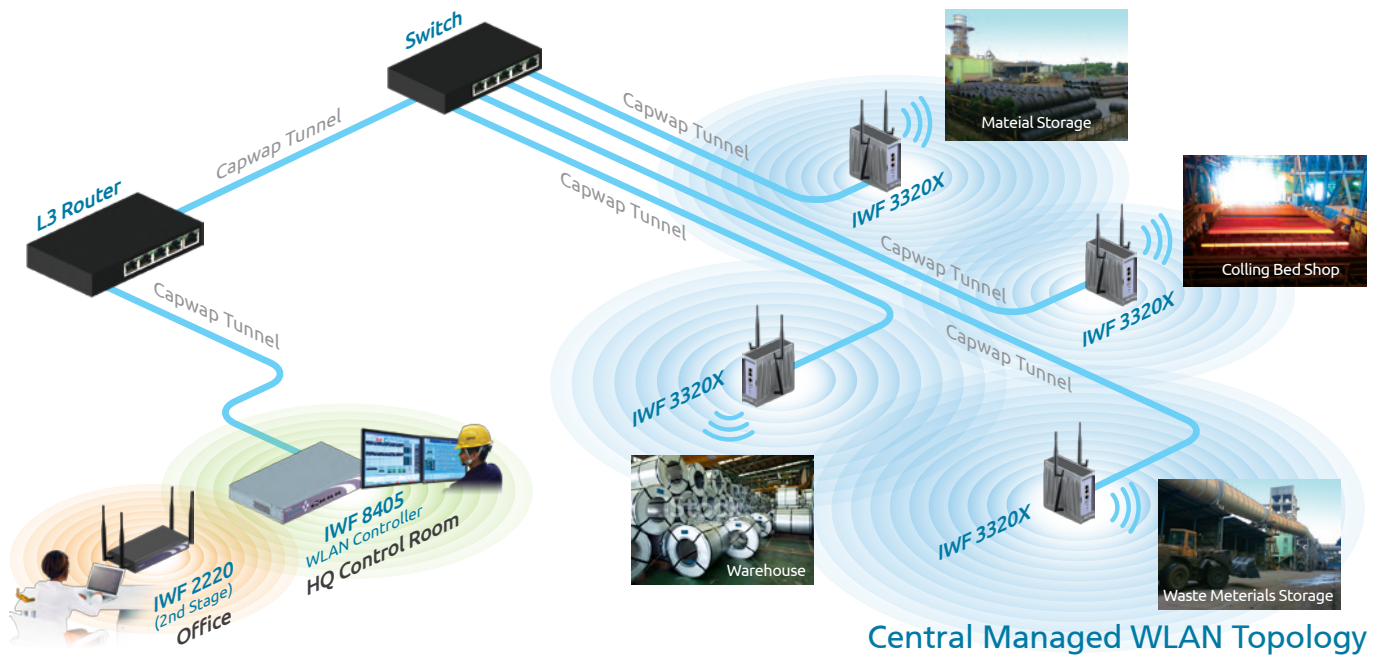 Switch
Capwap Tunnel
Mateial Storage
Capwap Tunnel
IWF 3320X
Capwap Tunnel
L3 Router
Capwap Tunnel
Colling Bed Shop
IWF 3320X
Capwap Tunnel
Capwap Tunnel
IWF 3320X
Warehouse
IWF 3320X
Waste Meterials Storage
IWF 8405
WLAN Controller
HQ Control Room
IWF 2220
(2nd Stage)
Office
Central Managed WLAN Topology